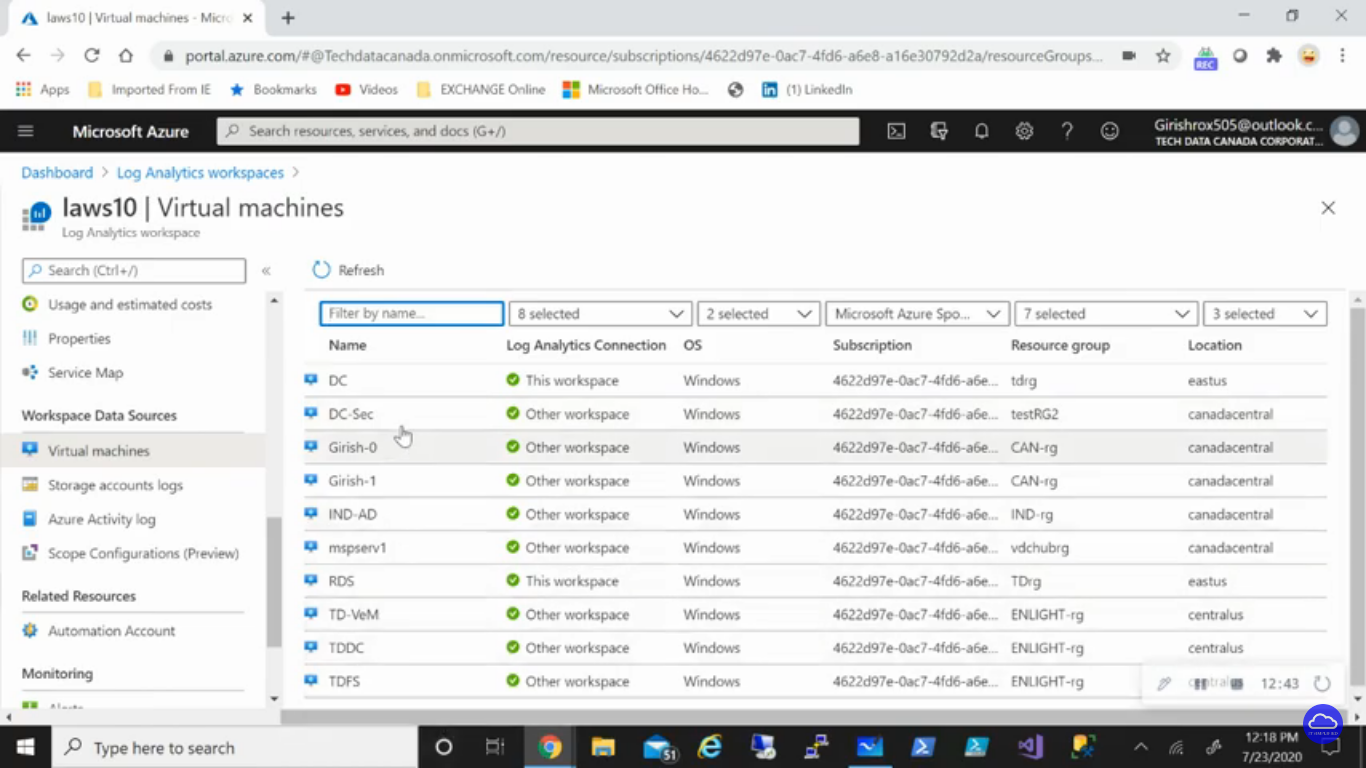 laws10 | Virtual machines - Micro
portal.azure.com/#@Techdatacanada.onmicrosoft.com/resource/subscriptions/4622d97e-0ac7-4fd6-a6e8-a16e30792d2a/resourceGroups...
REC
Apps Imported From IE Bookmarks Videos EXCHANGE Online Microsoft Office Ho... (1) LinkedIn
Microsoft Azure Search resources, services, and docs (G+/) Girishrox505@outlook.c...
TECH DATA CANADA CORPORAT...
Dashboard > Log Analytics workspaces >
laws10 | Virtual machines
Log Analytics workspace
Search (Ctrl+/) «
Usage and estimated costs
Properties
Service Map
Workspace Data Sources
Virtual machines
Storage accounts logs
Azure Activity log
Scope Configurations (Preview)
Related Resources
Automation Account
Monitoring
Alerts
Refresh
Filter by name... 8 selected 2 selected Microsoft Azure Spo... 7 selected 3 selected
Name Log Analytics Connection OS Subscription Resource group Location
DC This workspace Windows 4622d97e-0ac7-4fd6-a6e... tdrg eastus
DC-Sec Other workspace Windows 4622d97e-0ac7-4fd6-a6e... testRG2 canadacentral
Girish-0 Other workspace Windows 4622d97e-0ac7-4fd6-a6e... CAN-rg canadacentral
Girish-1 Other workspace Windows 4622d97e-0ac7-4fd6-a6e... CAN-rg canadacentral
IND-AD Other workspace Windows 4622d97e-0ac7-4fd6-a6e... IND-rg canadacentral
mspserv1 Other workspace Windows 4622d97e-0ac7-4fd6-a6e... vdchubrg canadacentral
RDS This workspace Windows 4622d97e-0ac7-4fd6-a6e... TDrg eastus
TD-VeM Other workspace Windows 4622d97e-0ac7-4fd6-a6e... ENLIGHT-rg centralus
TDDC Other workspace Windows 4622d97e-0ac7-4fd6-a6e... ENLIGHT-rg centralus
TDFS Other workspace Windows 4622d97e-0ac7-4fd6-a6e... ENLIGHT-rg centralus
12:43
Type here to search
51
12:18 PM
7/23/2020